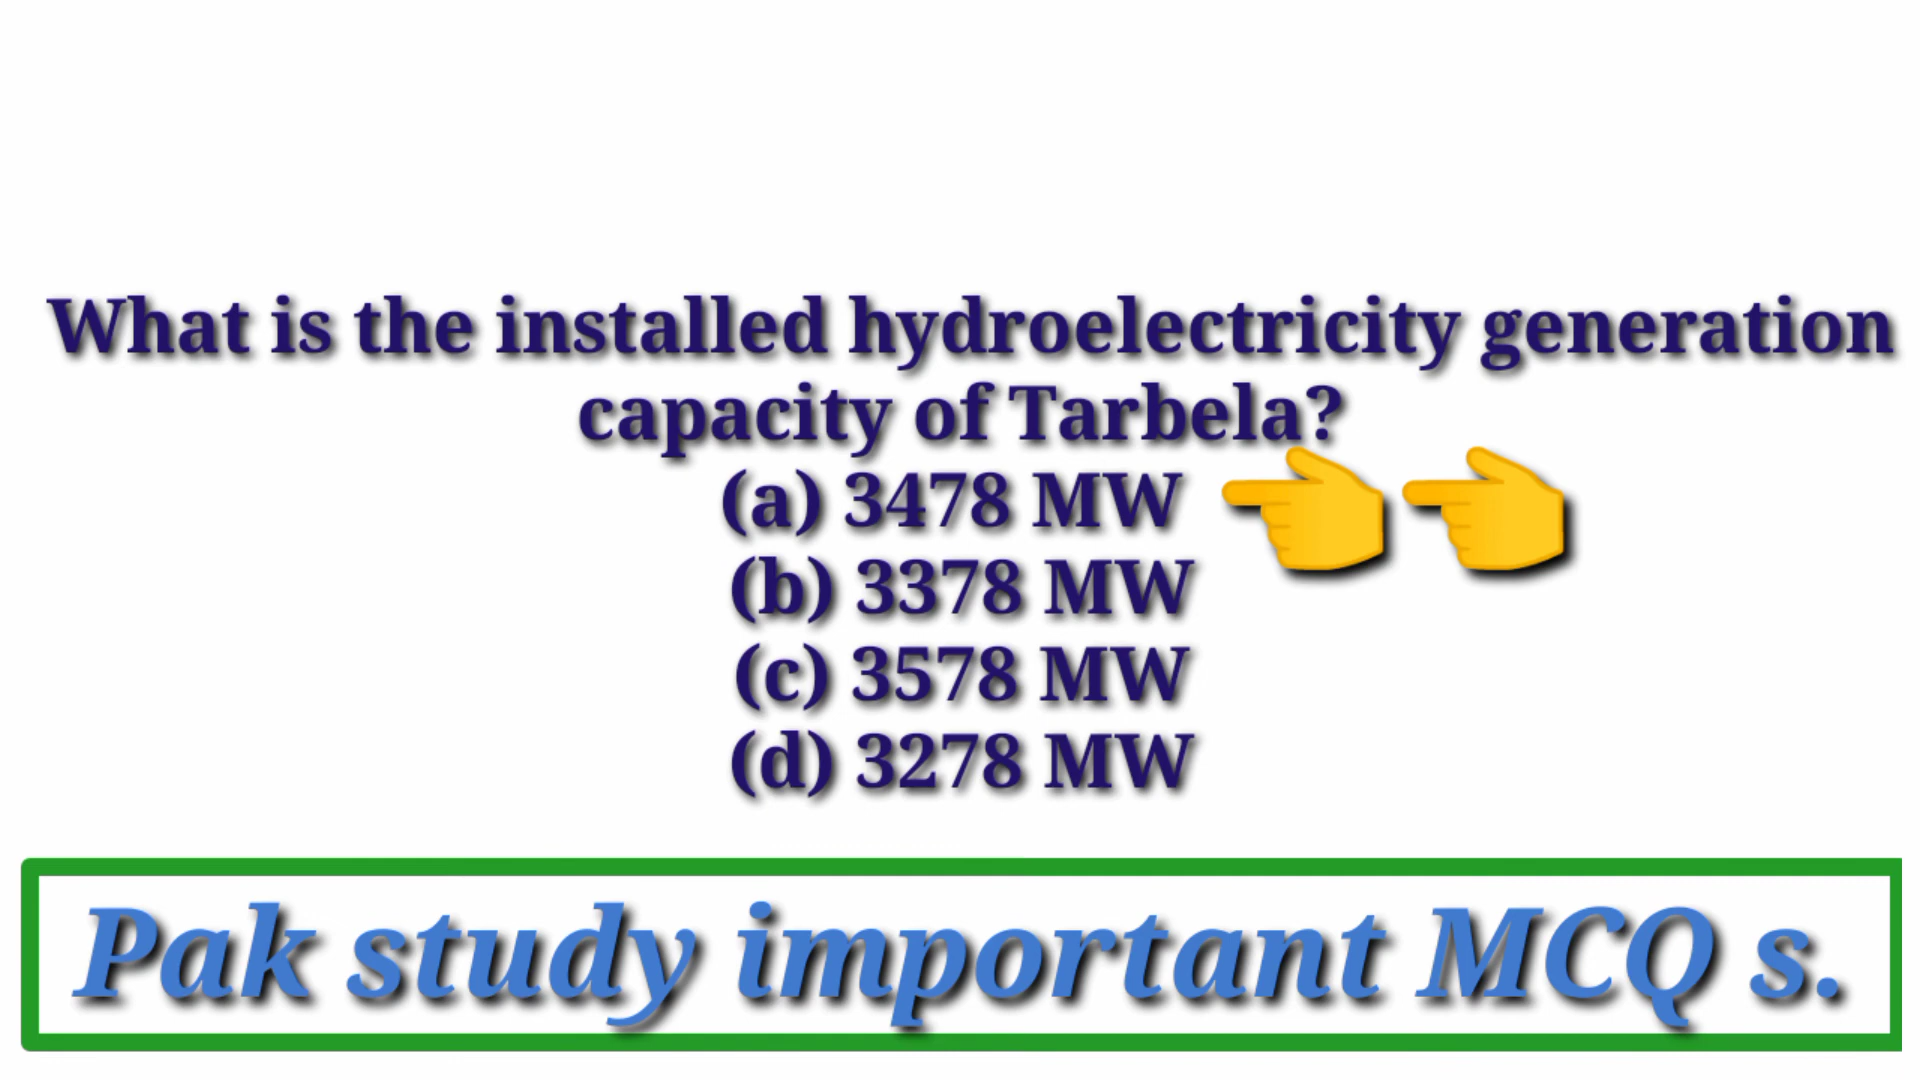 What is the installed hydroelectricity generation
capacity of Tarbela?
(a) 3478 MW 👈👈
(b) 3378 MW
(c) 3578 MW
(d) 3278 MW
Pak study important MCQ s.